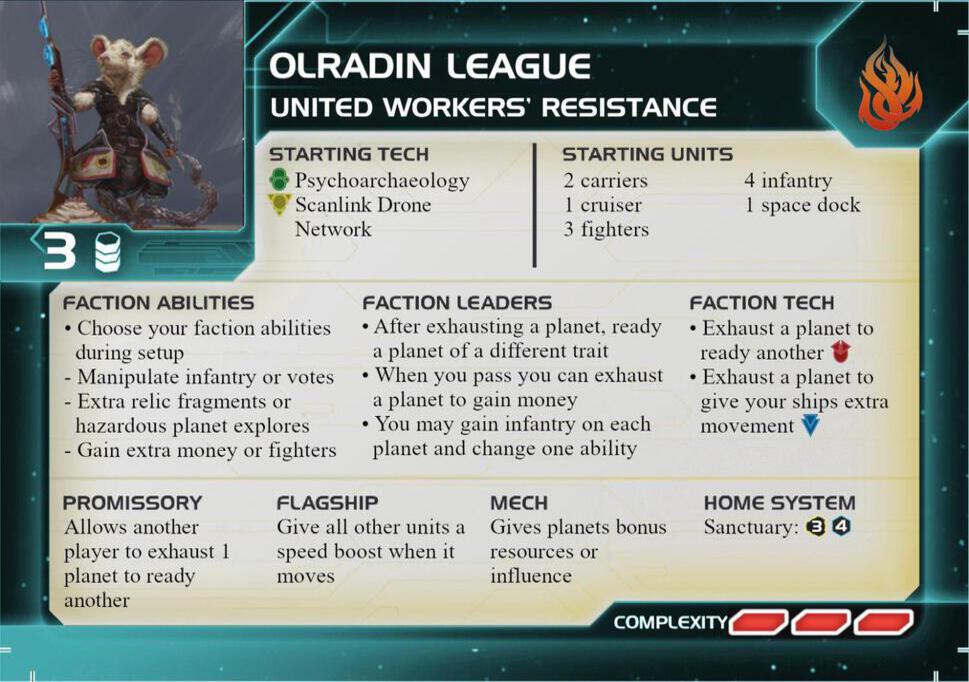 OLRADIN LEAGUE
UNITED WORKERS' RESISTANCE
3
STARTING TECH
Psychoarchaeology
Scanlink Drone
Network
STARTING UNITS
2 carriers
1 cruiser
3 fighters
4 infantry
1 space dock
FACTION ABILITIES
• Choose your faction abilities
during setup
- Manipulate infantry or votes
- Extra relic fragments or
hazardous planet explores
- Gain extra money or fighters
FACTION LEADERS
• After exhausting a planet, ready
a planet of a different trait
• When you pass you can exhaust
a planet to gain money
• You may gain infantry on each
planet and change one ability
FACTION TECH
• Exhaust a planet to
ready another
• Exhaust a planet to
give your ships extra
movement
PROMISSORY
Allows another
player to exhaust 1
planet to ready
another
FLAGSHIP
Give all other units a
speed boost when it
moves
MECH
Gives planets bonus
resources or
influence
HOME SYSTEM
Sanctuary: 3 4
COMPLEXITY